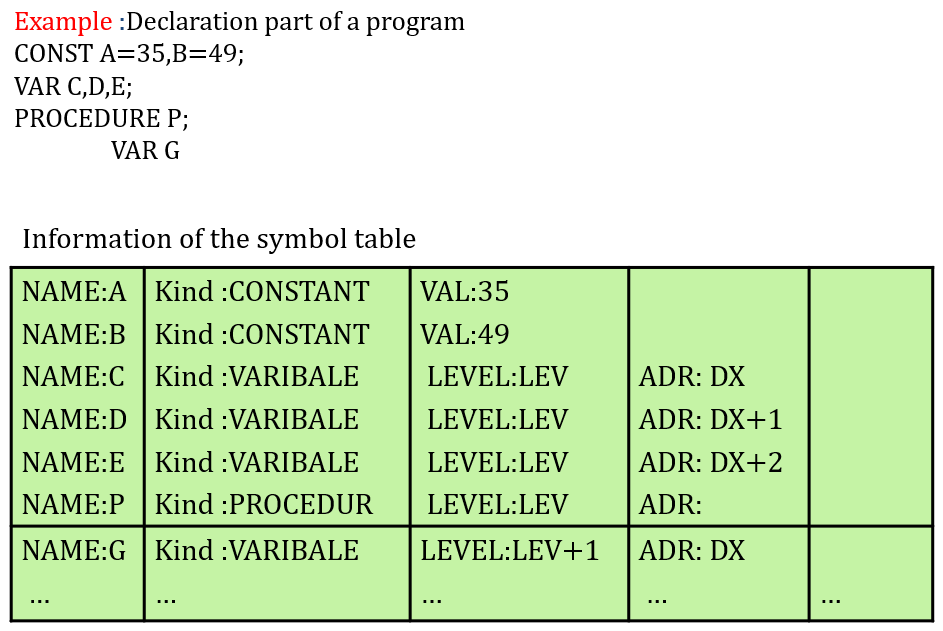 Example :Declaration part of a program
CONST A=35,B=49;
VAR C,D,E;
PROCEDURE P;
VAR G
Information of the symbol table
NAME:A Kind :CONSTANT VAL:35
NAME:B Kind :CONSTANT VAL:49
NAME:C Kind :VARIBALE LEVEL:LEV ADR: DX
NAME:D Kind :VARIBALE LEVEL:LEV ADR: DX+1
NAME:E Kind :VARIBALE LEVEL:LEV ADR: DX+2
NAME:P Kind :PROCEDUR LEVEL:LEV ADR:
NAME:G Kind :VARIBALE LEVEL:LEV+1 ADR: DX
... ... ... ... ...